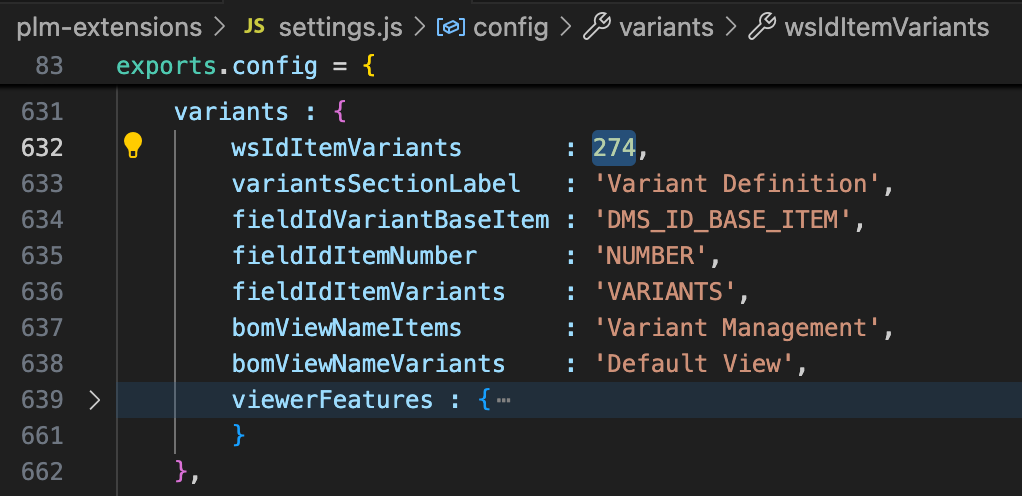 plm-extensions > JS settings.js > config > variants > wsIdItemVariants
83 exports.config = {
631 variants : {
632 wsIdItemVariants : 274,
633 variantsSectionLabel : 'Variant Definition',
634 fieldIdVariantBaseItem : 'DMS_ID_BASE_ITEM',
635 fieldIdItemNumber : 'NUMBER',
636 fieldIdItemVariants : 'VARIANTS',
637 bomViewNameItems : 'Variant Management',
638 bomViewNameVariants : 'Default View',
639 > viewerFeatures : { ⋯
661 }
662 },